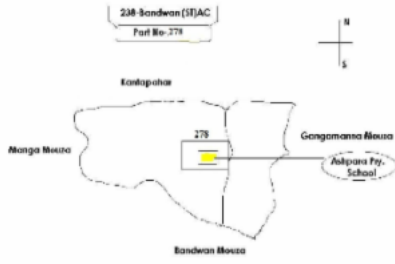 238-Bandwan (ST)AC
Part No-.278
N
S
Kantapahar
278
Manga Mouza
Gangamanna Mouza
Ashpara Pry.
School
Bandwan Mouza